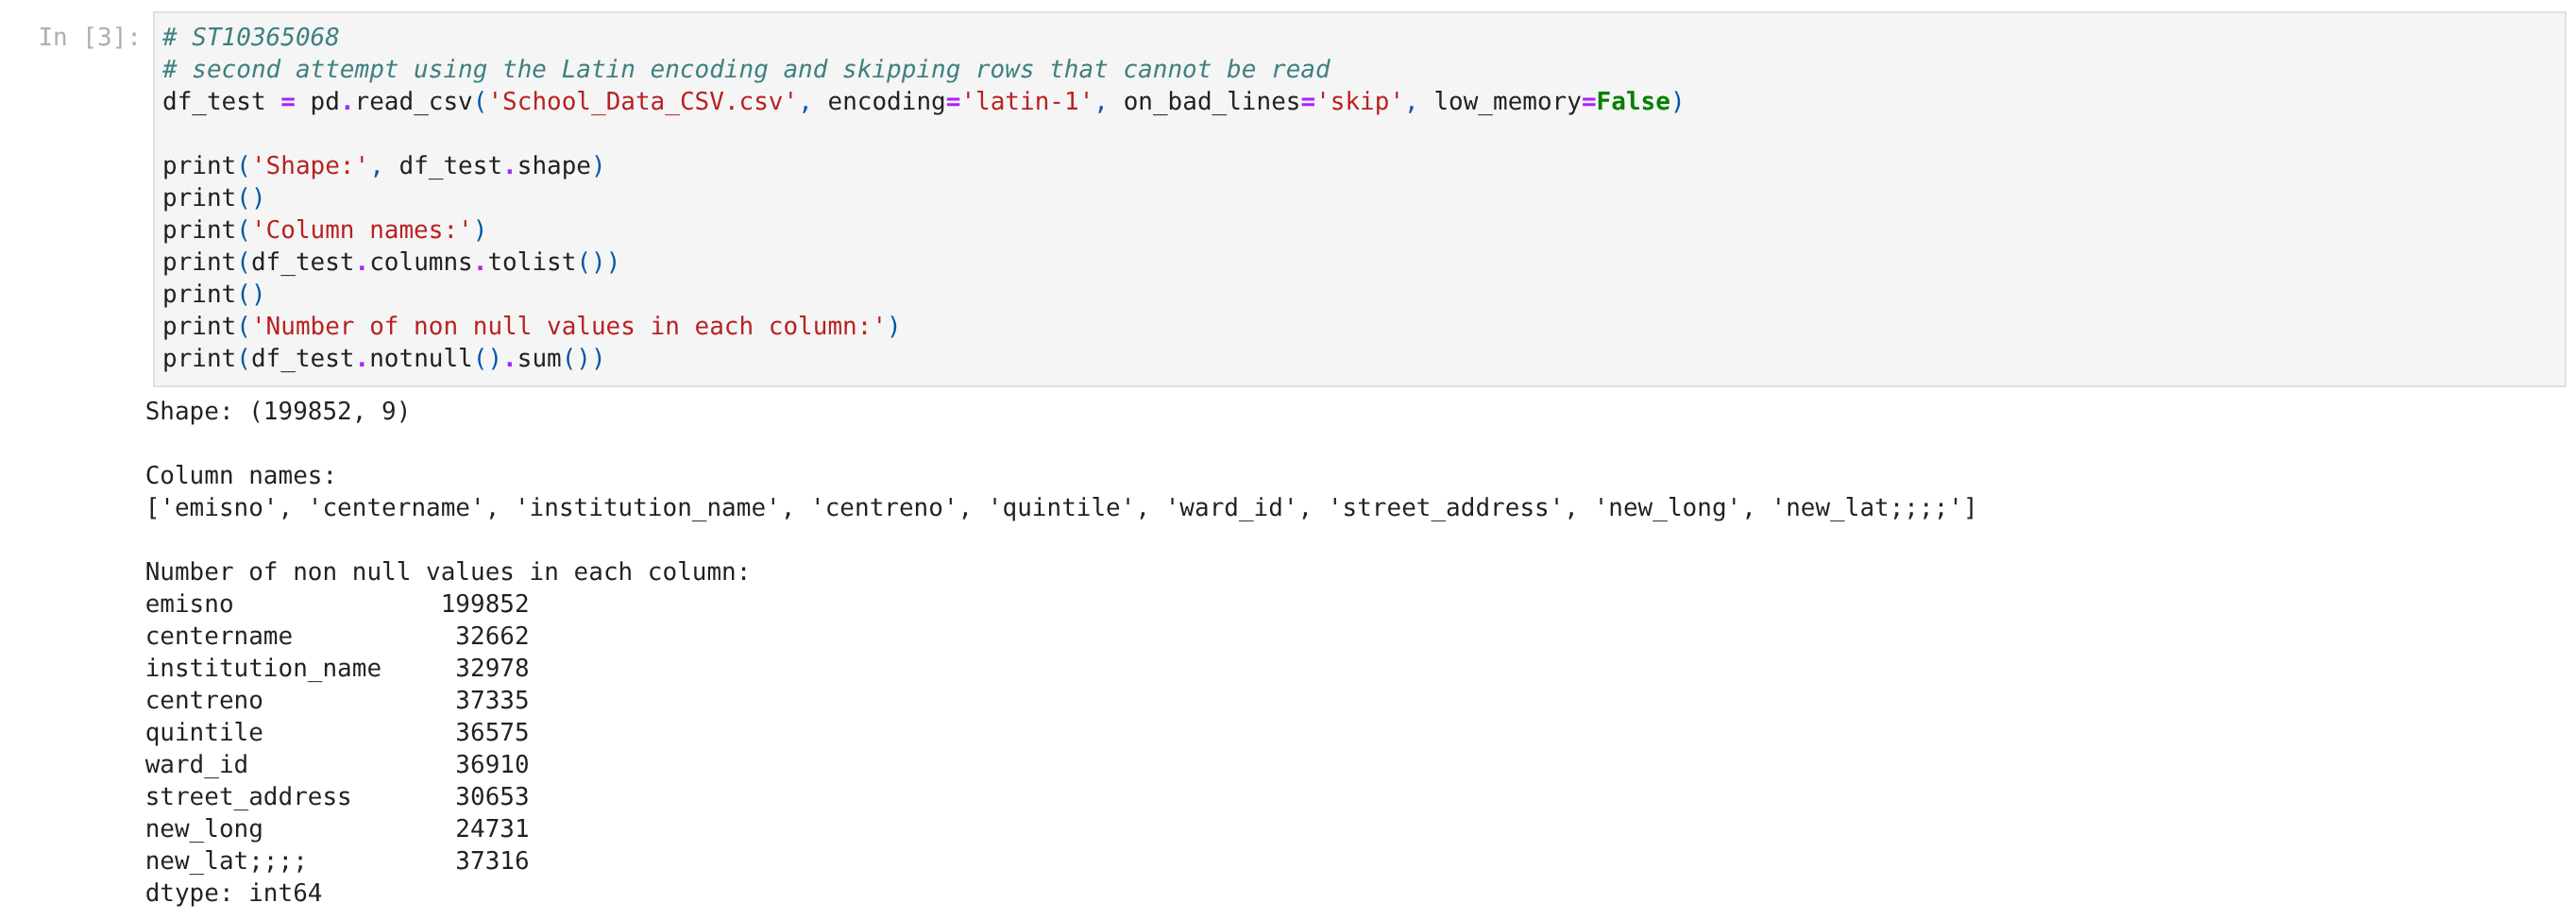 In [3]:
# ST10365068
# second attempt using the Latin encoding and skipping rows that cannot be read
df_test = pd.read_csv('School_Data_CSV.csv', encoding='latin-1', on_bad_lines='skip', low_memory=False)
print('Shape:', df_test.shape)
print()
print('Column names:')
print(df_test.columns.tolist())
print()
print('Number of non null values in each column:')
print(df_test.notnull().sum())
Shape: (199852, 9)
Column names:
['emisno', 'centername', 'institution_name', 'centreno', 'quintile', 'ward_id', 'street_address', 'new_long', 'new_lat;;;;']
Number of non null values in each column:
emisno 199852
centername 32662
institution_name 32978
centreno 37335
quintile 36575
ward_id 36910
street_address 30653
new_long 24731
new_lat;;;; 37316
dtype: int64